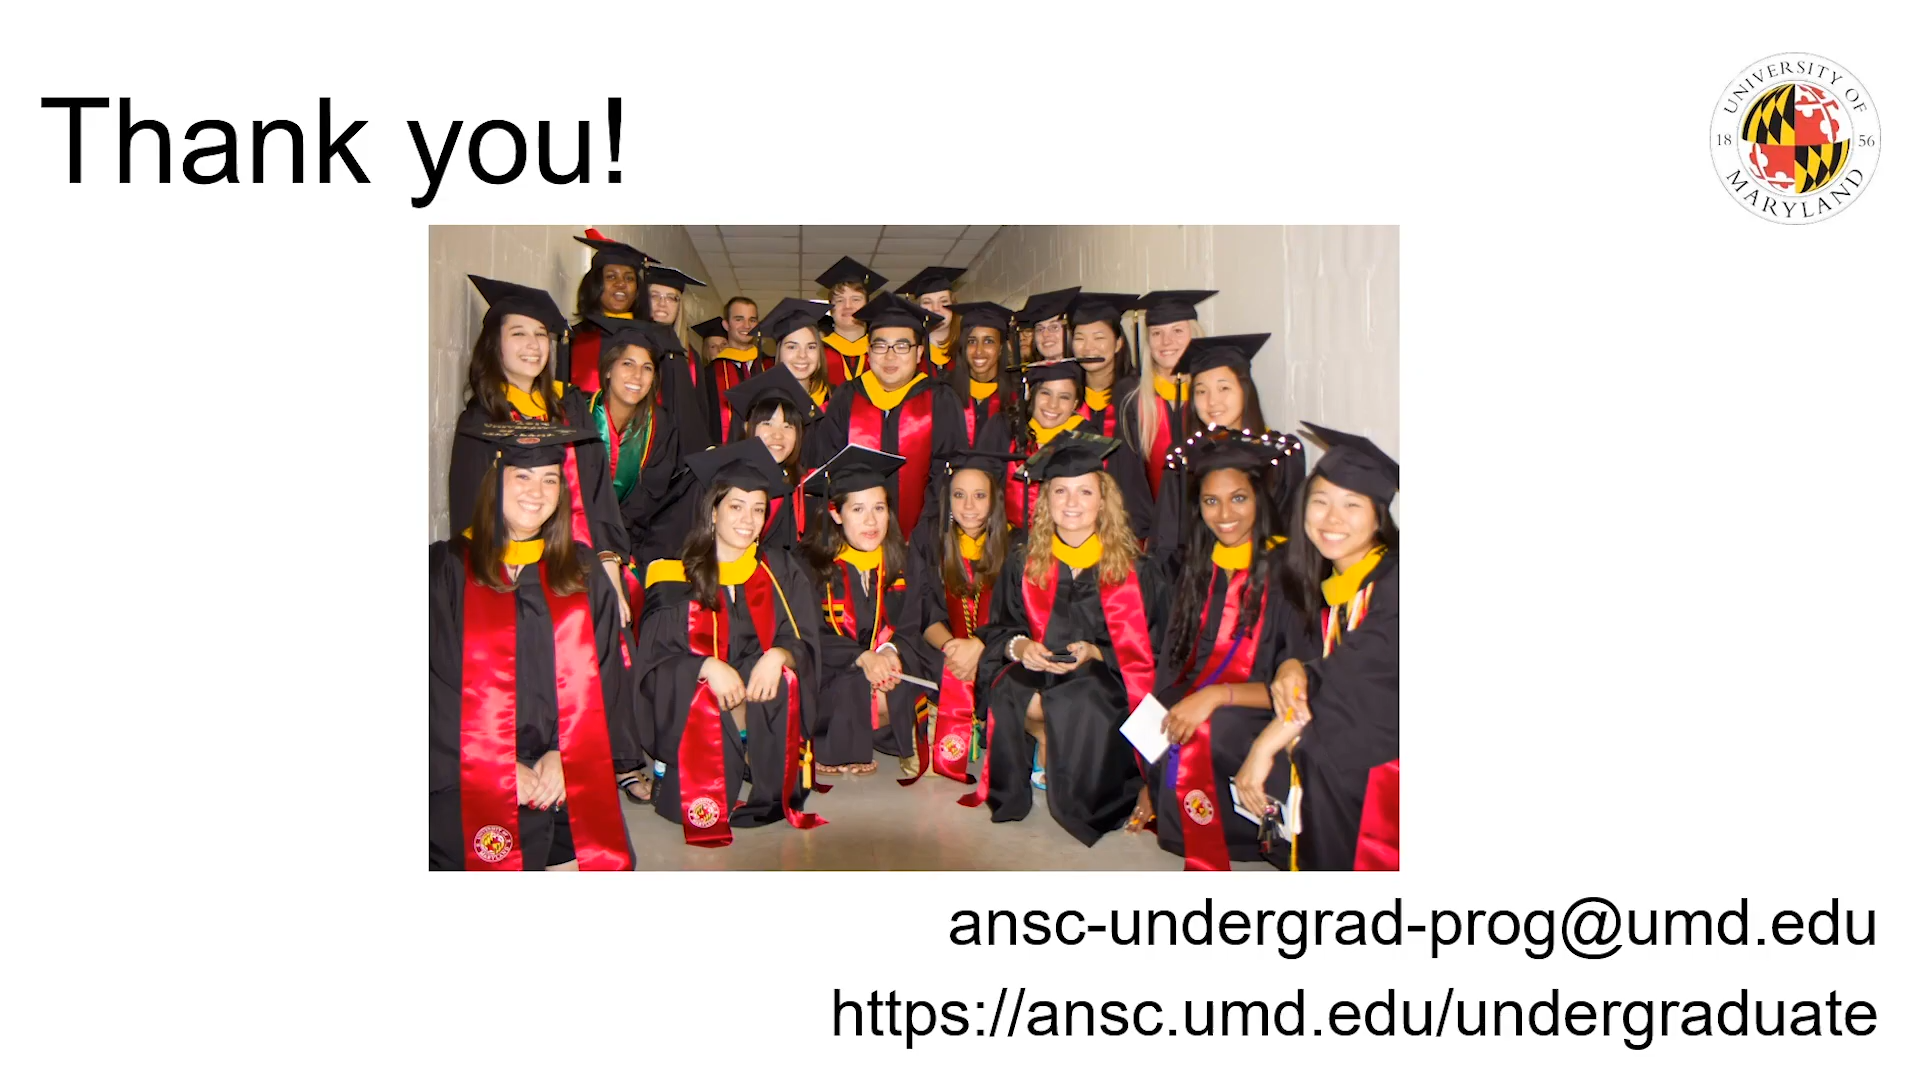 Thank you!
UNIVERSITY OF
18 56
MARYLAND
ansc-undergrad-prog@umd.edu
https://ansc.umd.edu/undergraduate